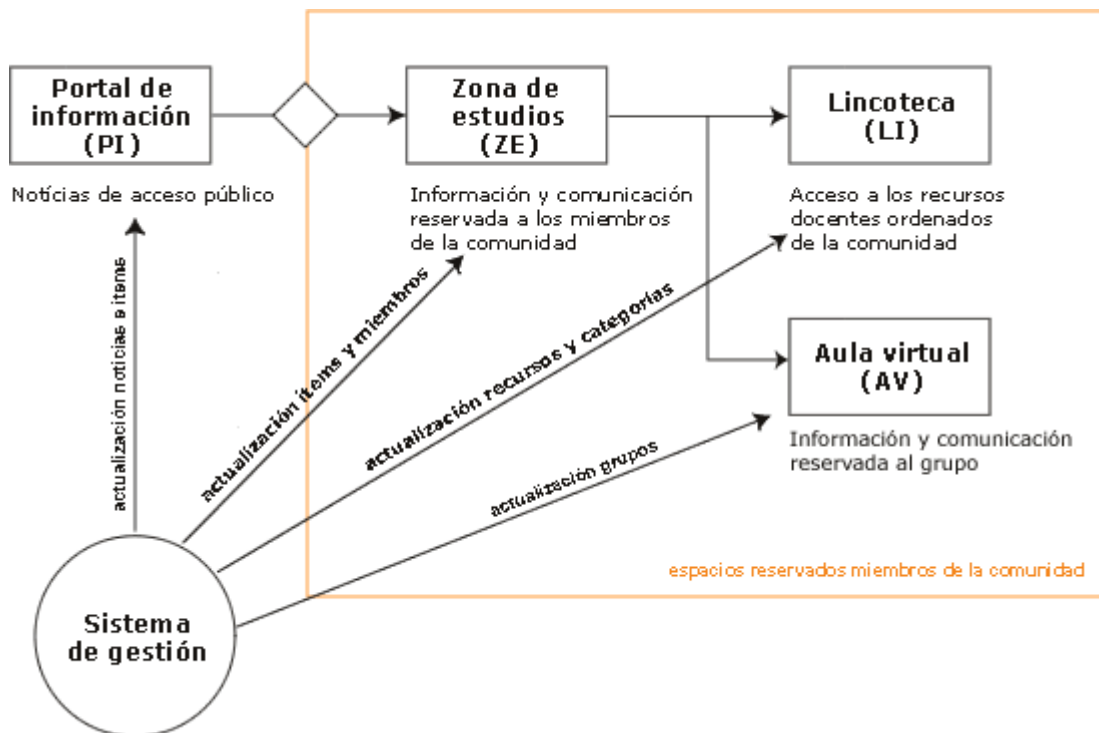 Portal de
información
(PI)
Zona de
estudios
(ZE)
Lincoteca
(LI)
Notícias de acceso público
Información y comunicación
reservada a los miembros
de la comunidad
Acceso a los recursos
docentes ordenados
de la comunidad
actualización noticias e items
actualización ítems y miembros
actualización recursos y categorías
actualización grupos
Aula virtual
(AV)
Información y comunicación
reservada al grupo
espacios reservados miembros de la comunidad
Sistema
de gestión